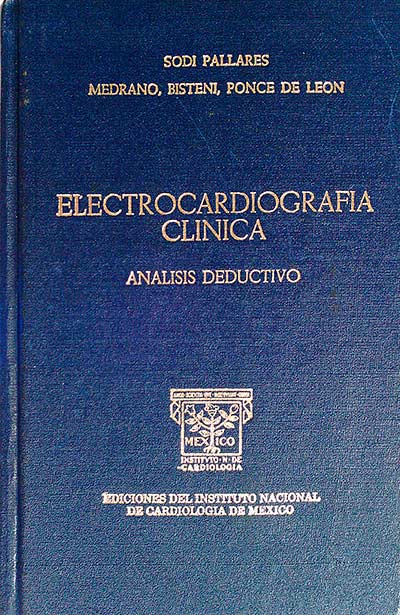 SODI PALLARES
MEDRANO, BISTENI, PONCE DE LEON
ELECTROCARDIOGRAFIA
CLINICA
ANALISIS DEDUCTIVO
MEXICO
INSTITVTO·N·DE
CARDIOLOGIA
EDICIONES DEL INSTITUTO NACIONAL
DE CARDIOLOGIA DE MEXICO